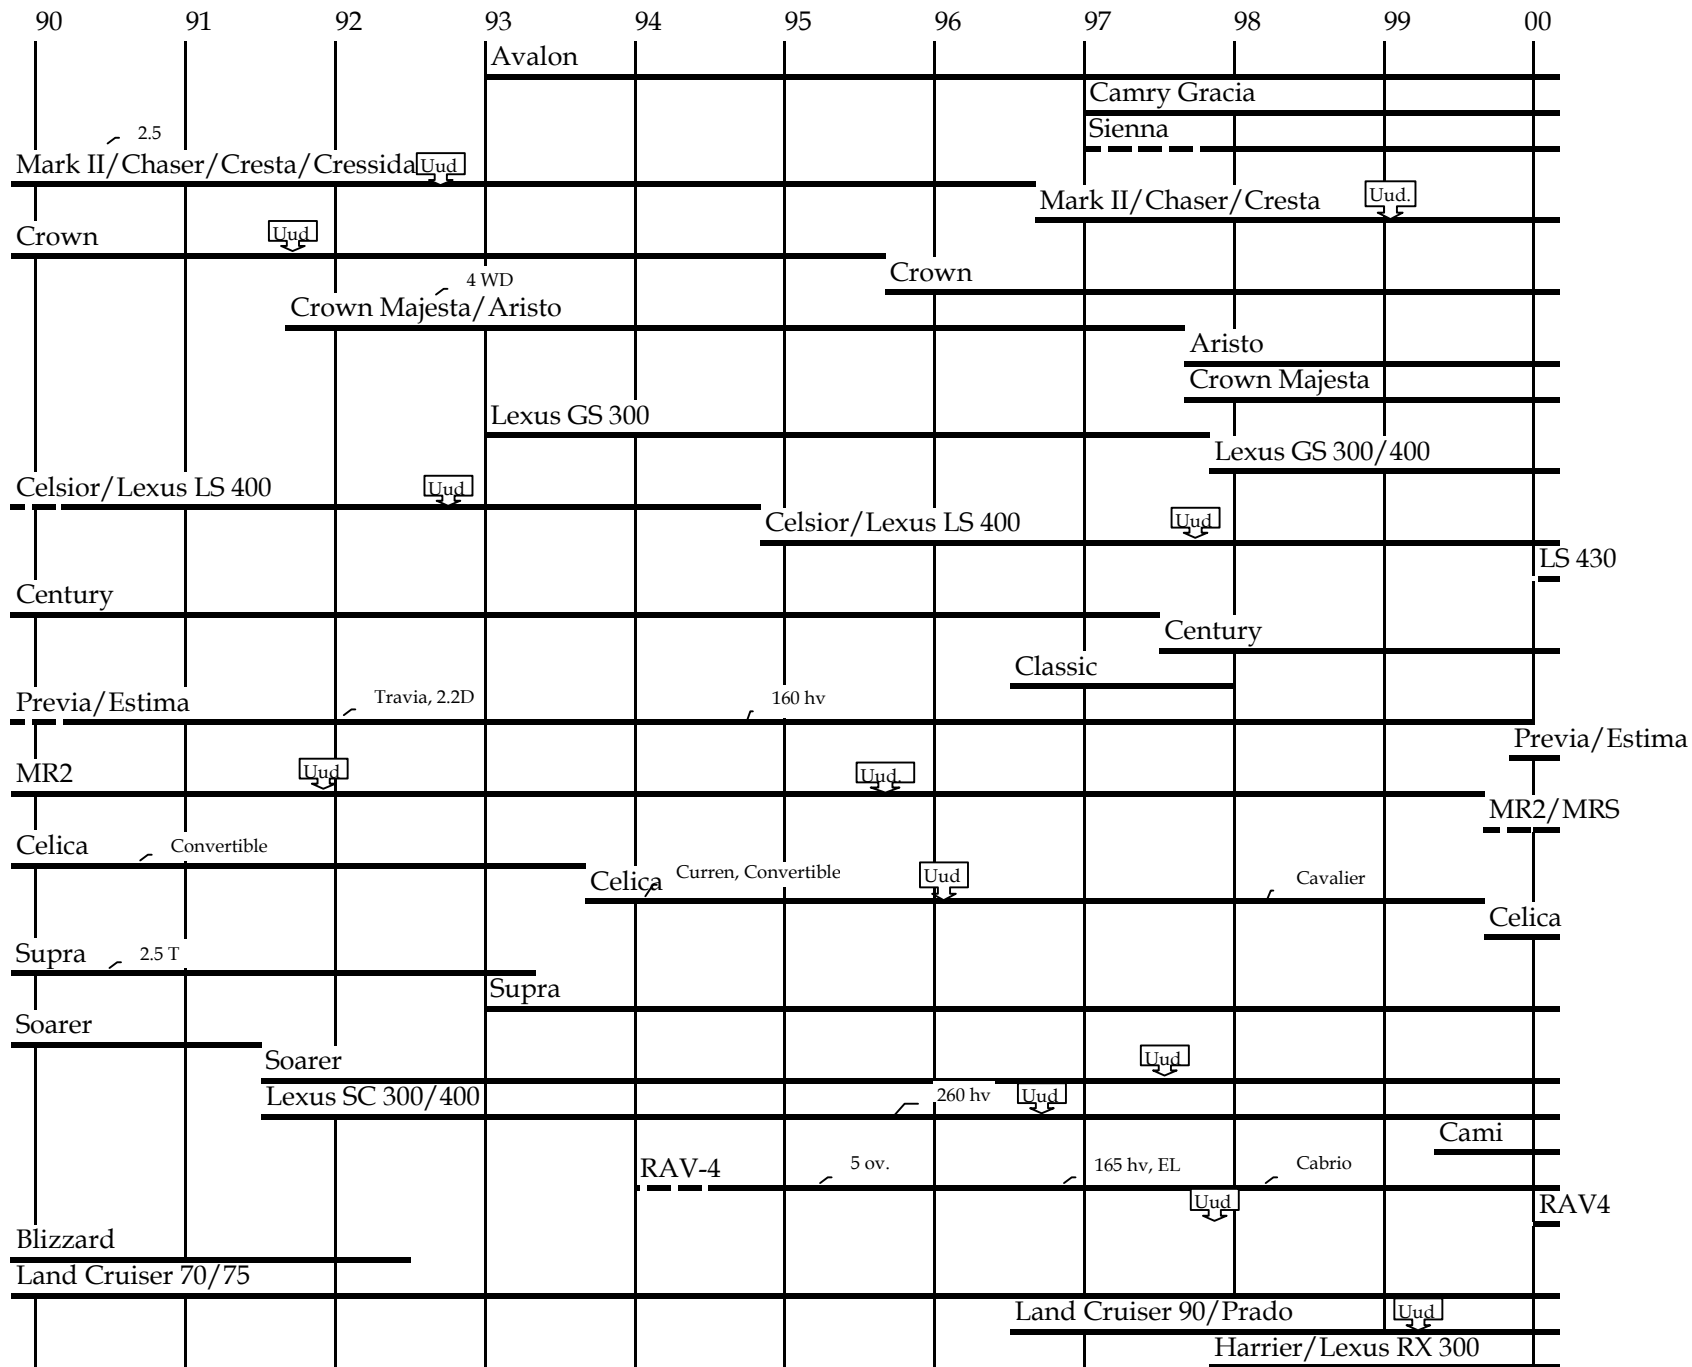 90 91 92 93 94 95 96 97 98 99 00
Avalon
Camry Gracia
2.5 Sienna
Mark II/Chaser/Cresta/Cressida Uud
Mark II/Chaser/Cresta Uud.
Crown Uud
Crown
4 WD
Crown Majesta/Aristo
Aristo
Crown Majesta
Lexus GS 300
Lexus GS 300/400
Celsior/Lexus LS 400 Uud
Celsior/Lexus LS 400 Uud
LS 430
Century
Century
Classic
Previa/Estima Travia, 2.2D 160 hv
Previa/Estima
MR2 Uud Uud.
MR2/MRS
Celica Convertible
Celica Curren, Convertible Uud Cavalier
Celica
Supra 2.5 T
Supra
Soarer
Soarer Uud
Lexus SC 300/400 260 hv Uud
Cami
RAV-4 5 ov. 165 hv, EL Cabrio
Uud RAV4
Blizzard
Land Cruiser 70/75
Land Cruiser 90/Prado Uud
Harrier/Lexus RX 300